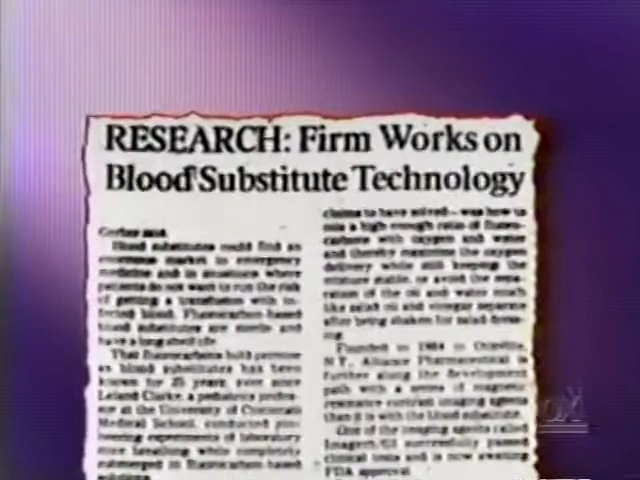 RESEARCH: Firm Works on
Blood Substitute Technology
Gerber said.
Blood substitutes could find an
enormous market in emergency
medicine and in situations where
patients do not want to run the risk
of getting a transfusion with in-
fected blood. Fluorocarbon-based
blood substitutes are sterile and
have a long shelf life.
That fluorocarbons hold promise
as blood substitutes has been
known for 25 years, ever since
Leland Clarke, a pediatrics profes-
sor at the University of Cincinnati
Medical School, conducted pio-
neering experiments of laboratory
mice breathing while completely
submerged in fluorocarbon-based
claims to have solved—was how to
mix a high enough ratio of fluoro-
carbons with oxygen and water
and thereby maximize the oxygen
delivery while still keeping the
mixture stable, or avoid the sepa-
ration of the oil and water much
like salad oil and vinegar separate
after being shaken for salad dress-
ing.
Founded in 1984 in Otisville,
N.Y., Alliance Pharmaceutical is
further along the development
path with a series of magnetic
resonance contrast imaging agents
than it is with the blood substitute.
One of the imaging agents called
Imagent GI successfully passed
clinical tests and is now awaiting
FDA approval.
FOX